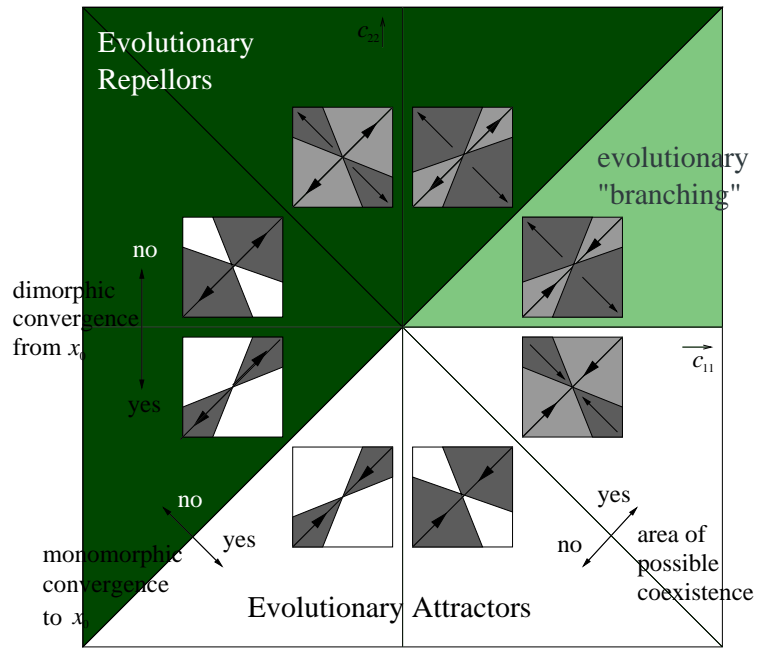 Evolutionary
Repellors
c₂₂
evolutionary
"branching"
no
dimorphic
convergence
from x₀
yes
c₁₁
no
yes
monomorphic
convergence
to x₀
yes
no
area of
possible
coexistence
Evolutionary Attractors